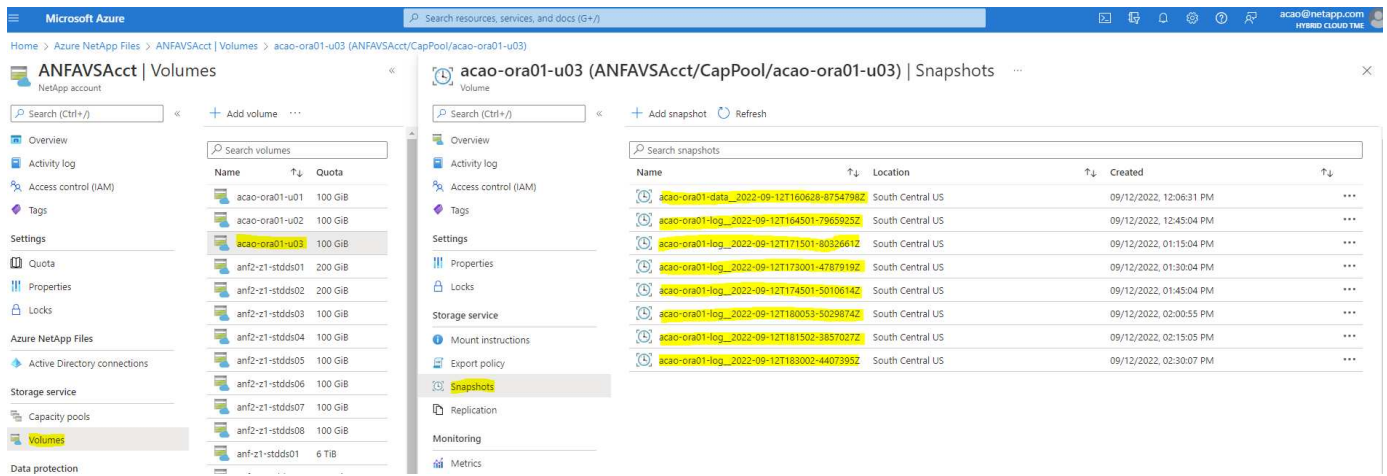 Microsoft Azure
Search resources, services, and docs (G+/)
acao@netapp.com
HYBRID CLOUD TME
Home > Azure NetApp Files > ANFAVSAcct | Volumes > acao-ora01-u03 (ANFAVSAcct/CapPool/acao-ora01-u03)
ANFAVSAcct | Volumes
NetApp account
Search (Ctrl+/)
Overview
Activity log
Access control (IAM)
Tags
Settings
Quota
Properties
Locks
Azure NetApp Files
Active Directory connections
Storage service
Capacity pools
Volumes
Data protection
+ Add volume ...
Search volumes
Name ↑↓ Quota
acao-ora01-u01 100 GiB
acao-ora01-u02 100 GiB
acao-ora01-u03 100 GiB
anf2-z1-stdds01 200 GiB
anf2-z1-stdds02 200 GiB
anf2-z1-stdds03 100 GiB
anf2-z1-stdds04 100 GiB
anf2-z1-stdds05 100 GiB
anf2-z1-stdds06 100 GiB
anf2-z1-stdds07 100 GiB
anf2-z1-stdds08 100 GiB
anf-z1-stdds01 6 TiB
acao-ora01-u03 (ANFAVSAcct/CapPool/acao-ora01-u03) | Snapshots ...
Volume
Search (Ctrl+/)
Overview
Activity log
Access control (IAM)
Tags
Settings
Properties
Locks
Storage service
Mount instructions
Export policy
Snapshots
Replication
Monitoring
Metrics
+ Add snapshot Refresh
Search snapshots
Name ↑↓ Location ↑↓ Created ↑↓
acao-ora01-data__2022-09-12T160628-8754798Z South Central US 09/12/2022, 12:06:31 PM ...
acao-ora01-log__2022-09-12T164501-7965925Z South Central US 09/12/2022, 12:45:04 PM ...
acao-ora01-log__2022-09-12T171501-8032661Z South Central US 09/12/2022, 01:15:04 PM ...
acao-ora01-log__2022-09-12T173001-4787919Z South Central US 09/12/2022, 01:30:04 PM ...
acao-ora01-log__2022-09-12T174501-5010614Z South Central US 09/12/2022, 01:45:04 PM ...
acao-ora01-log__2022-09-12T180053-5029874Z South Central US 09/12/2022, 02:00:55 PM ...
acao-ora01-log__2022-09-12T181502-3857027Z South Central US 09/12/2022, 02:15:05 PM ...
acao-ora01-log__2022-09-12T183002-4407395Z South Central US 09/12/2022, 02:30:07 PM ...